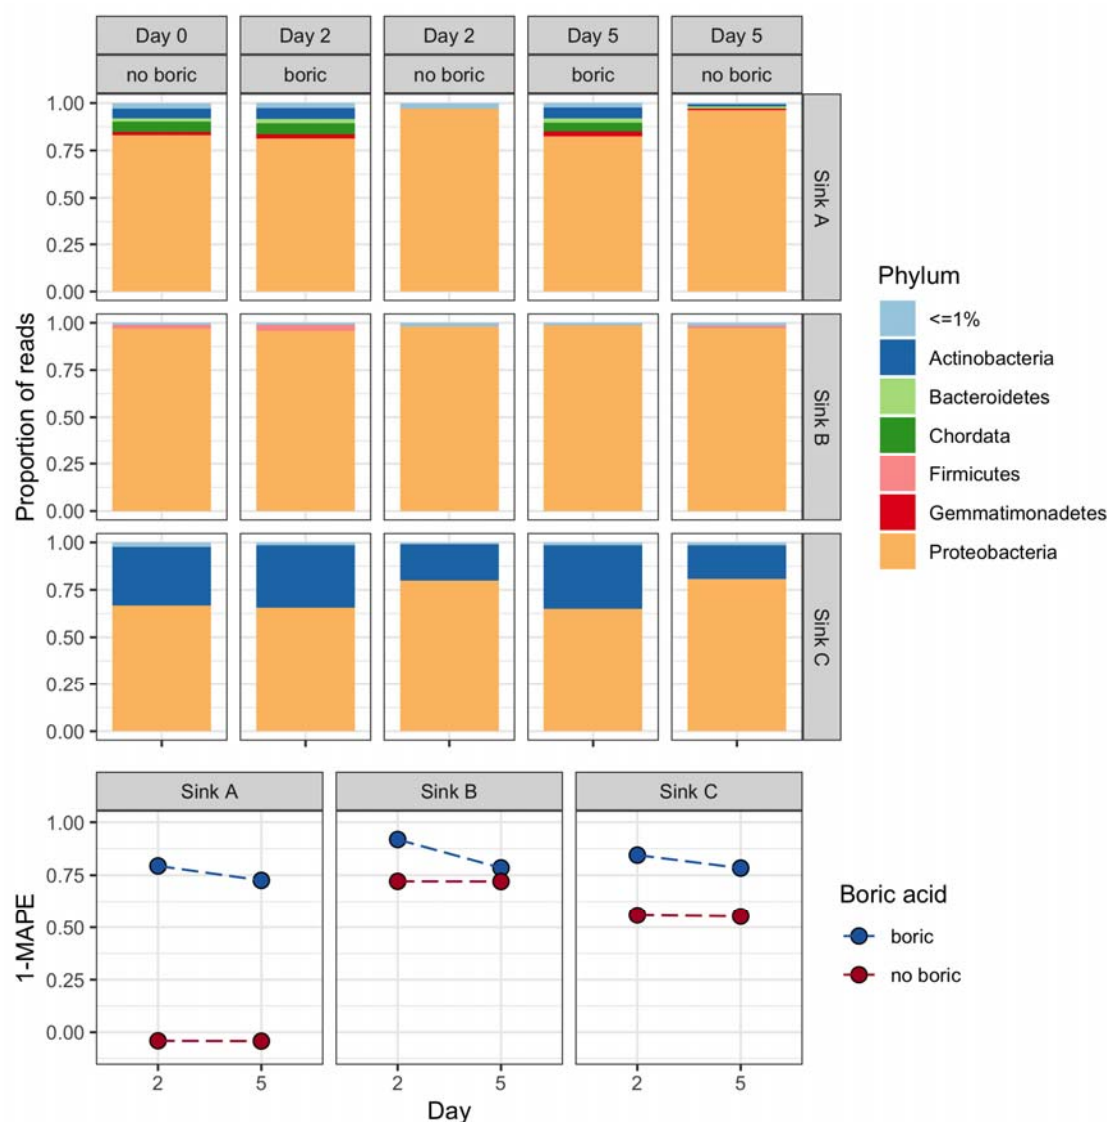 Day 0
Day 2
Day 2
Day 5
Day 5
no boric
boric
no boric
boric
no boric
1.00
0.75
0.50
0.25
0.00
Sink A
1.00
0.75
0.50
0.25
0.00
Sink B
1.00
0.75
0.50
0.25
0.00
Sink C
Proportion of reads
Phylum
<=1%
Actinobacteria
Bacteroidetes
Chordata
Firmicutes
Gemmatimonadetes
Proteobacteria
Sink A
Sink B
Sink C
1.00
0.75
0.50
0.25
0.00
1-MAPE
2
5
2
5
2
5
Day
Boric acid
boric
no boric